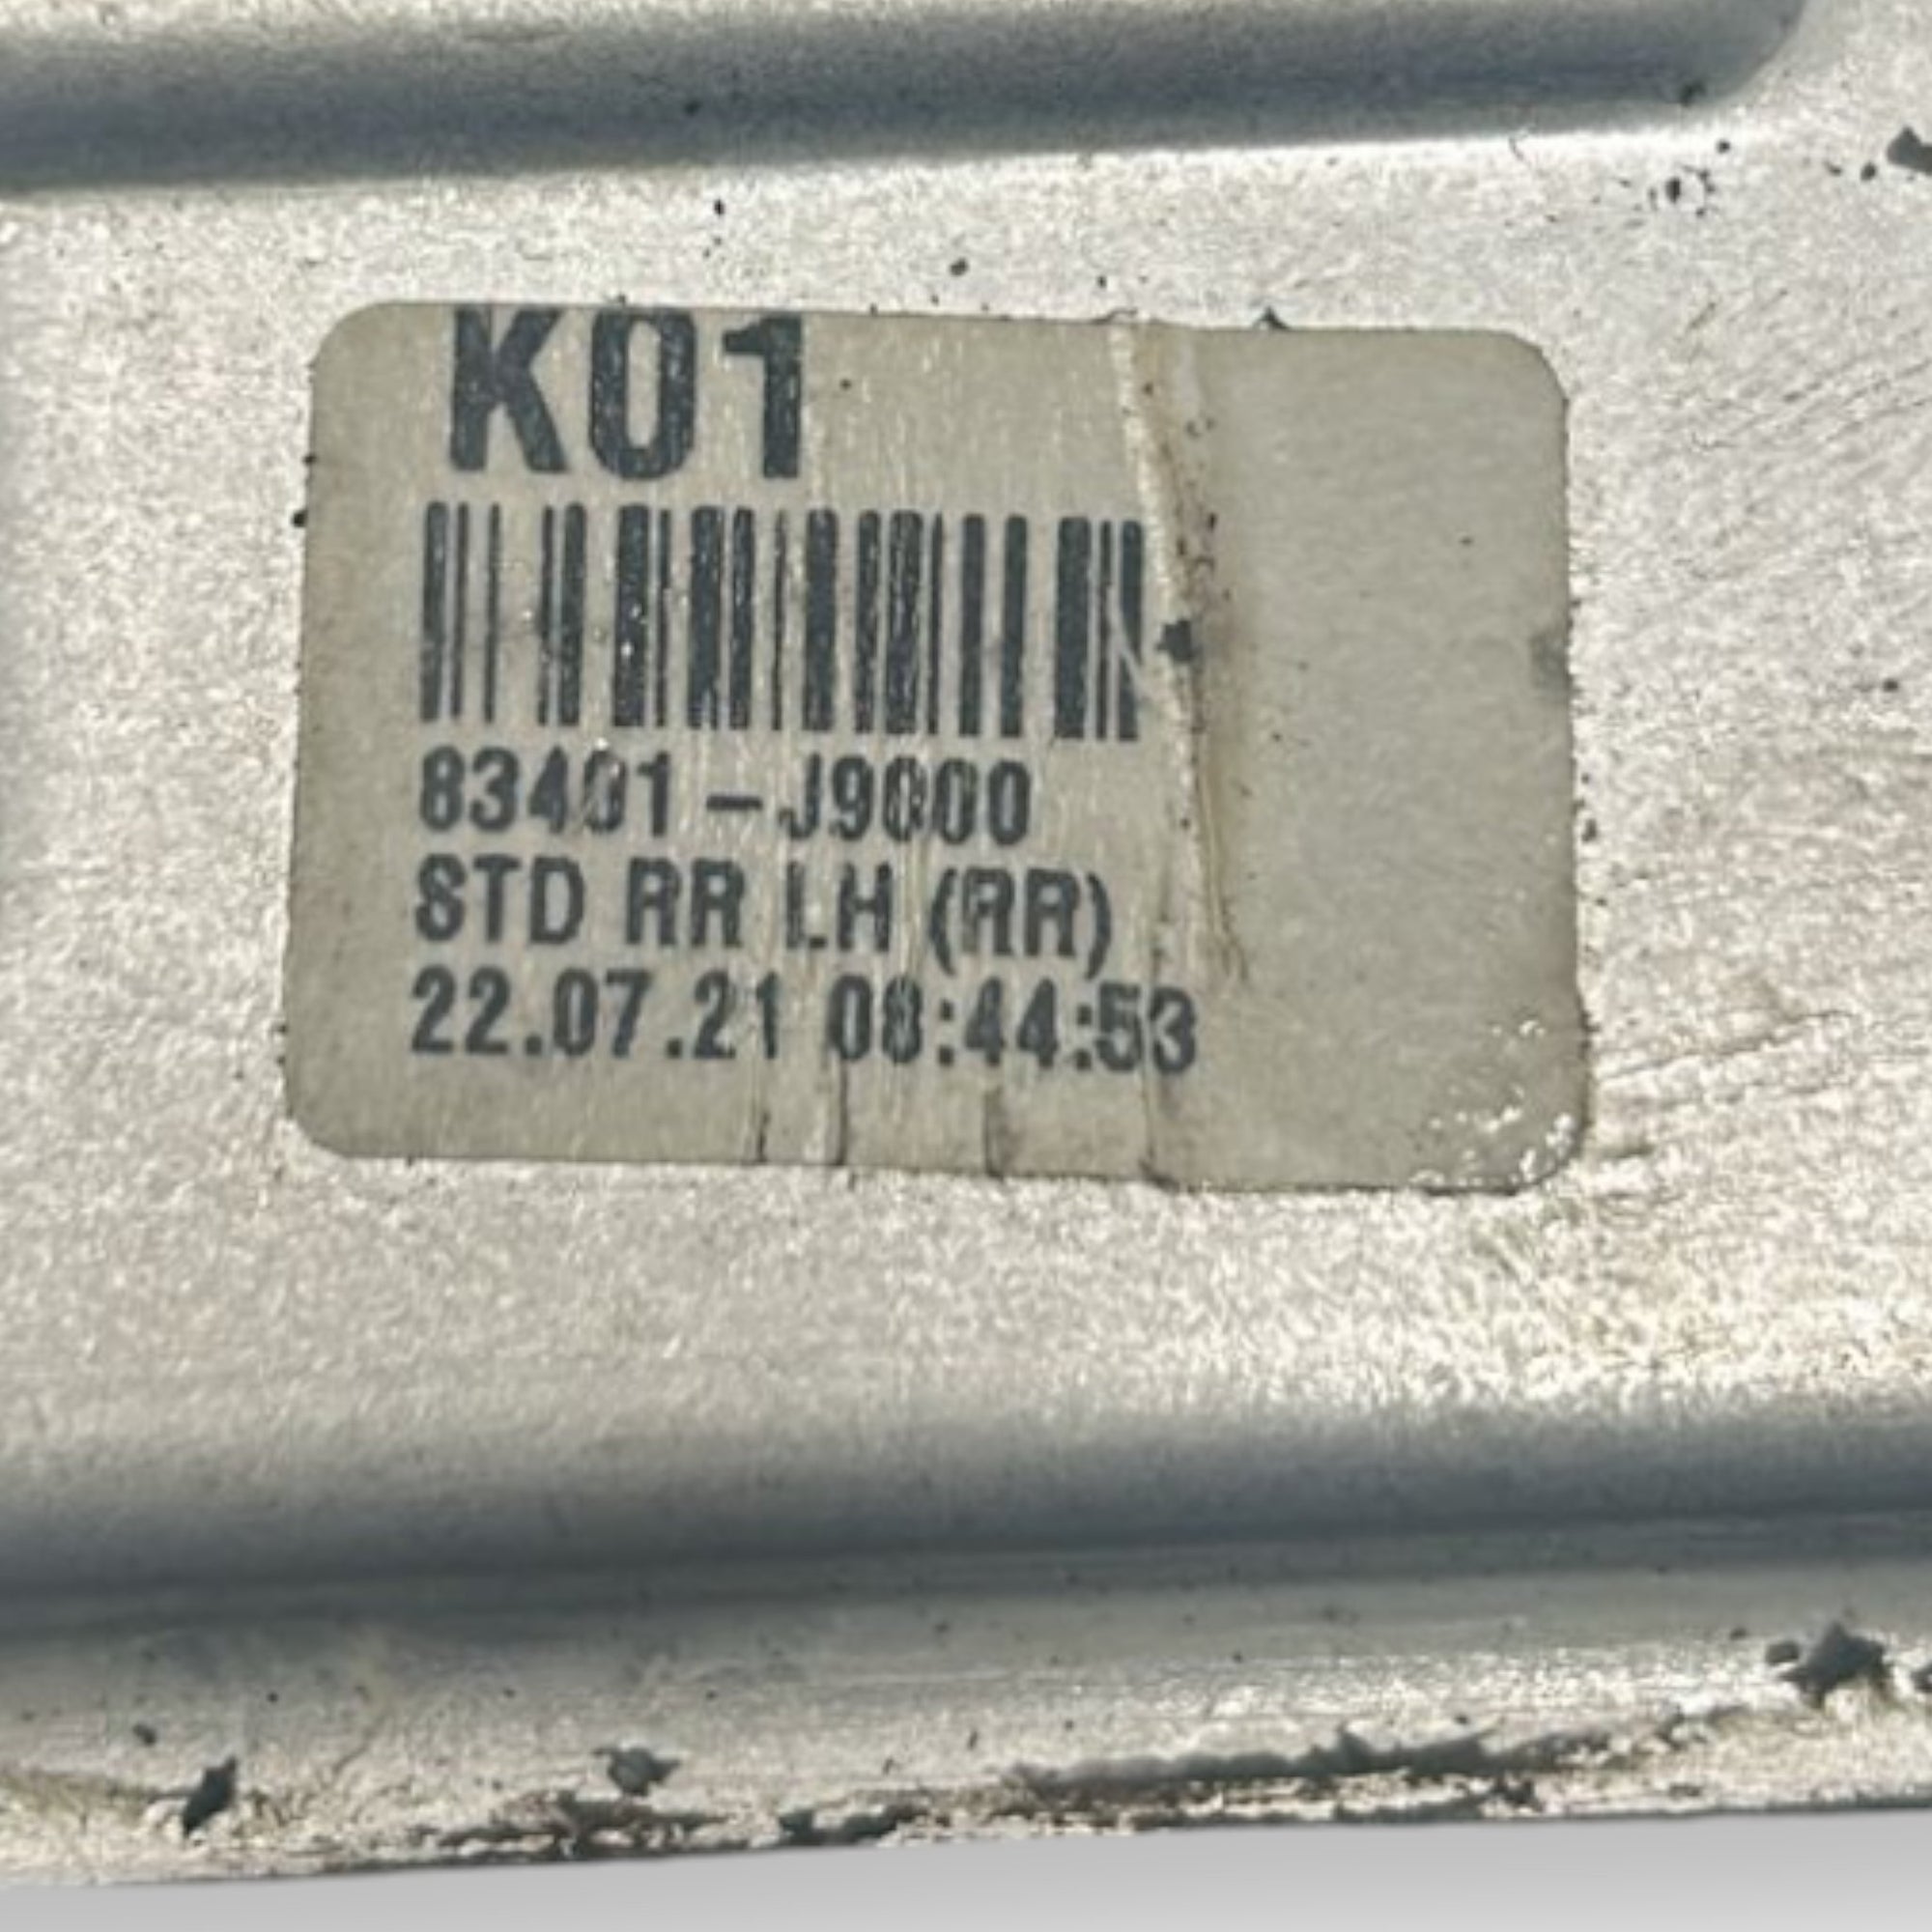 K01
83401-J9000
STD RR LH (RR)
22.07.21 08:44:53